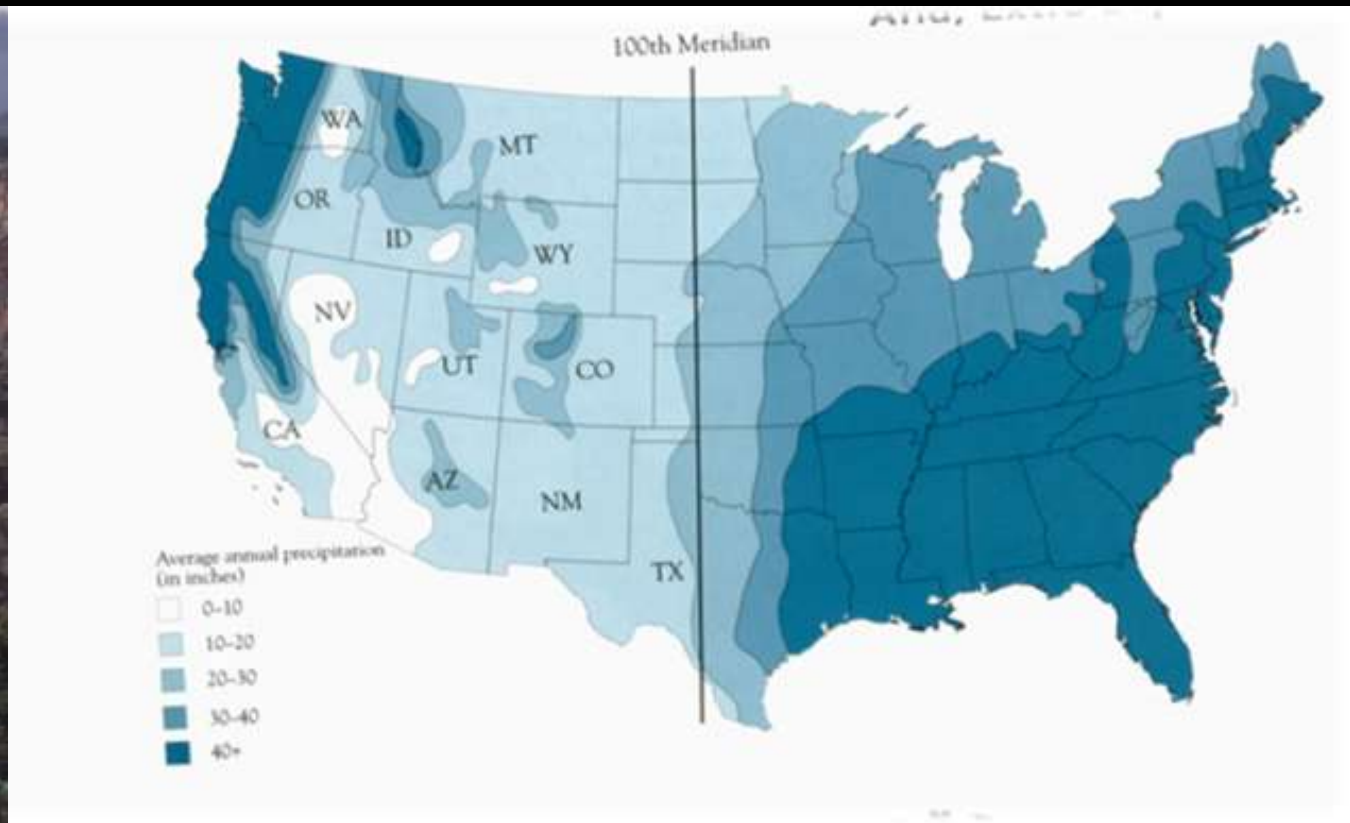 100th Meridian
WA
MT
OR
ID
WY
NV
UT
CO
CA
AZ
NM
TX
Average annual precipitation
(in inches)
0-10
10-20
20-30
30-40
40+